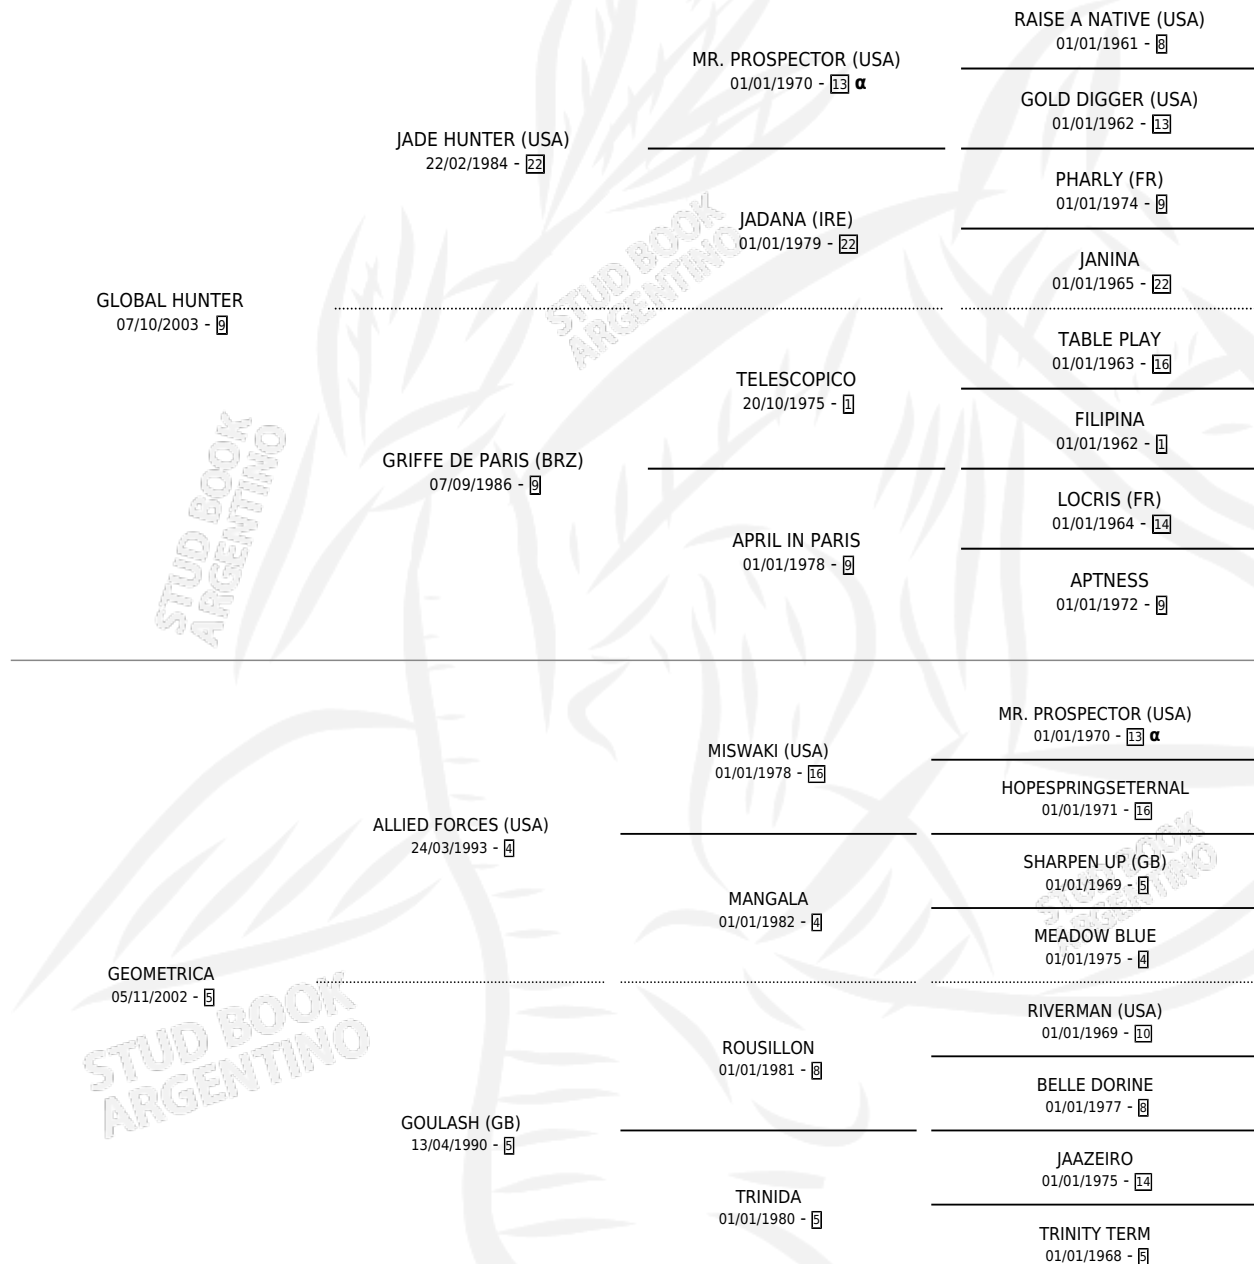 RAISE A NATIVE (USA)
01/01/1961 - 8
MR. PROSPECTOR (USA)
01/01/1970 - 13 α
GOLD DIGGER (USA)
01/01/1962 - 13
JADE HUNTER (USA)
22/02/1984 - 22
PHARLY (FR)
01/01/1974 - 9
JADANA (IRE)
01/01/1979 - 22
JANINA
01/01/1965 - 22
GLOBAL HUNTER
07/10/2003 - 9
TABLE PLAY
01/01/1963 - 16
TELESCOPICO
20/10/1975 - 1
FILIPINA
01/01/1962 - 1
GRIFFE DE PARIS (BRZ)
07/09/1986 - 9
LOCRIS (FR)
01/01/1964 - 14
APRIL IN PARIS
01/01/1978 - 9
APTNESS
01/01/1972 - 9
MR. PROSPECTOR (USA)
01/01/1970 - 13 α
MISWAKI (USA)
01/01/1978 - 16
HOPESPRINGSETERNAL
01/01/1971 - 16
ALLIED FORCES (USA)
24/03/1993 - 4
SHARPEN UP (GB)
01/01/1969 - 5
MANGALA
01/01/1982 - 4
MEADOW BLUE
01/01/1975 - 4
GEOMETRICA
05/11/2002 - 5
RIVERMAN (USA)
01/01/1969 - 10
ROUSILLON
01/01/1981 - 8
BELLE DORINE
01/01/1977 - 8
GOULASH (GB)
13/04/1990 - 5
JAAZEIRO
01/01/1975 - 14
TRINIDA
01/01/1980 - 5
TRINITY TERM
01/01/1968 - 5
STUD BOOK
ARGENTINO
STUD BOOK
ARGENTINO
STUD BOOK
ARGENTINO
STUD BOOK
ARGENTINO